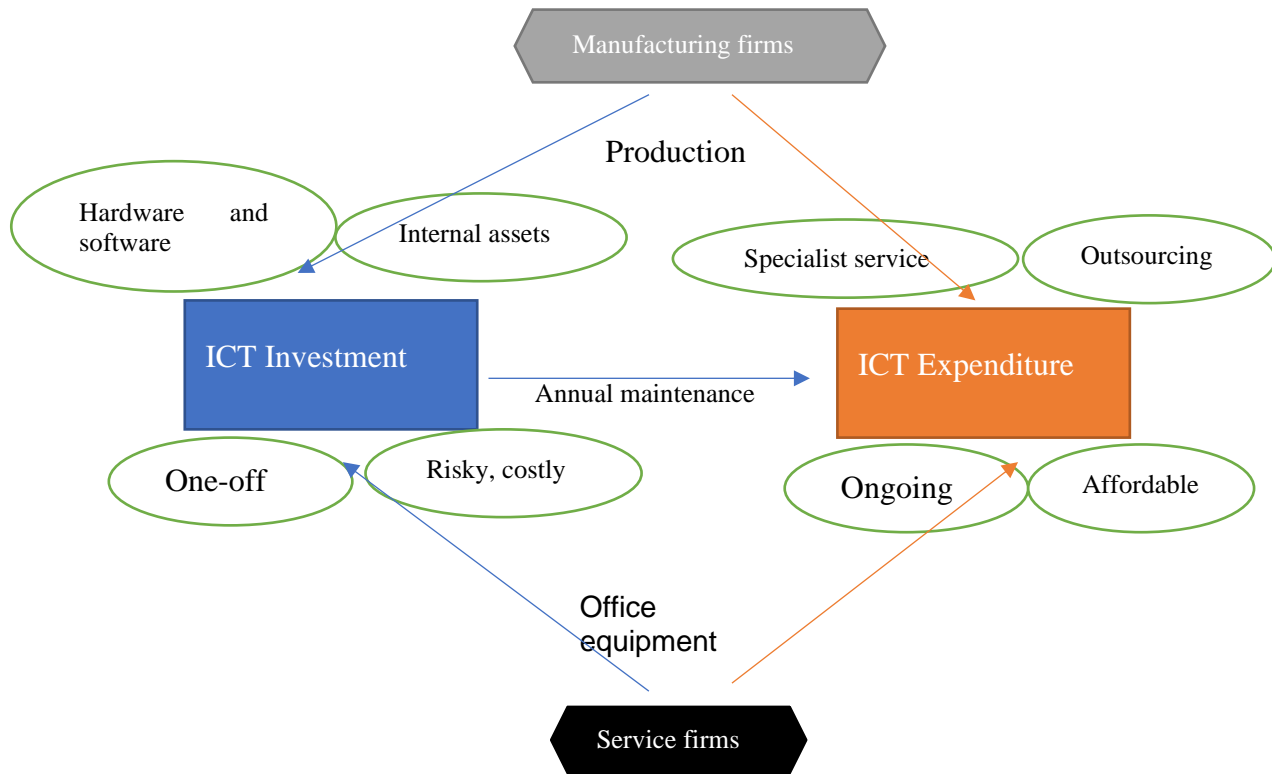 Manufacturing firms
Production
Hardware and
software
Internal assets
Specialist service
Outsourcing
ICT Investment
ICT Expenditure
Annual maintenance
One-off
Risky, costly
Ongoing
Affordable
Office
equipment
Service firms